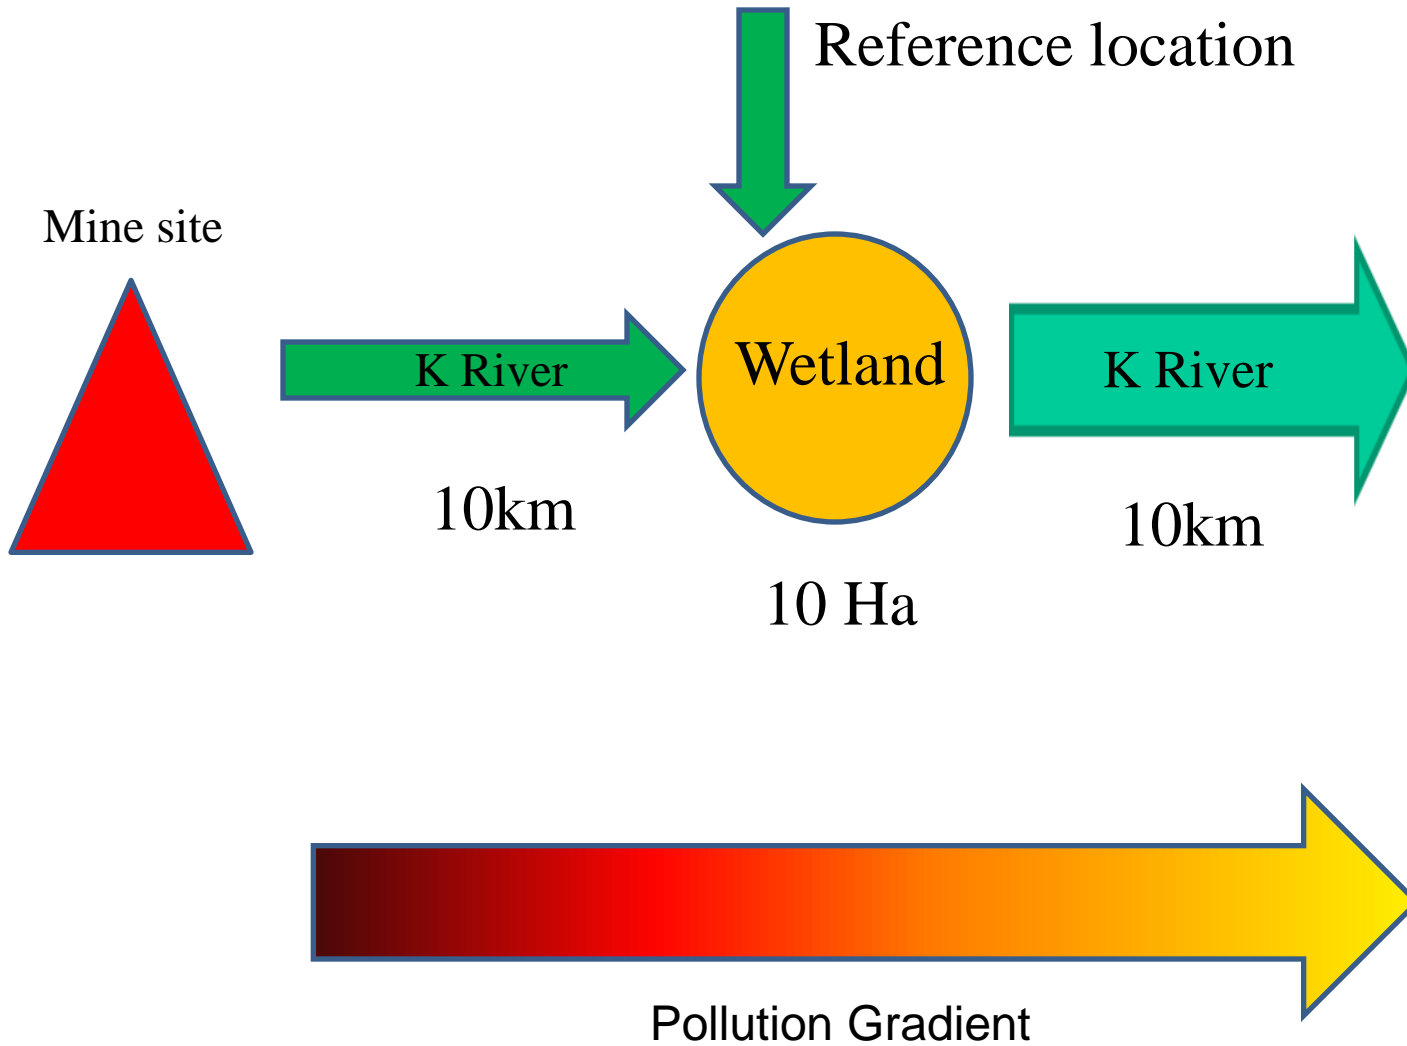 Reference location
Mine site
K River
Wetland
K River
10km
10km
10 Ha
Pollution Gradient